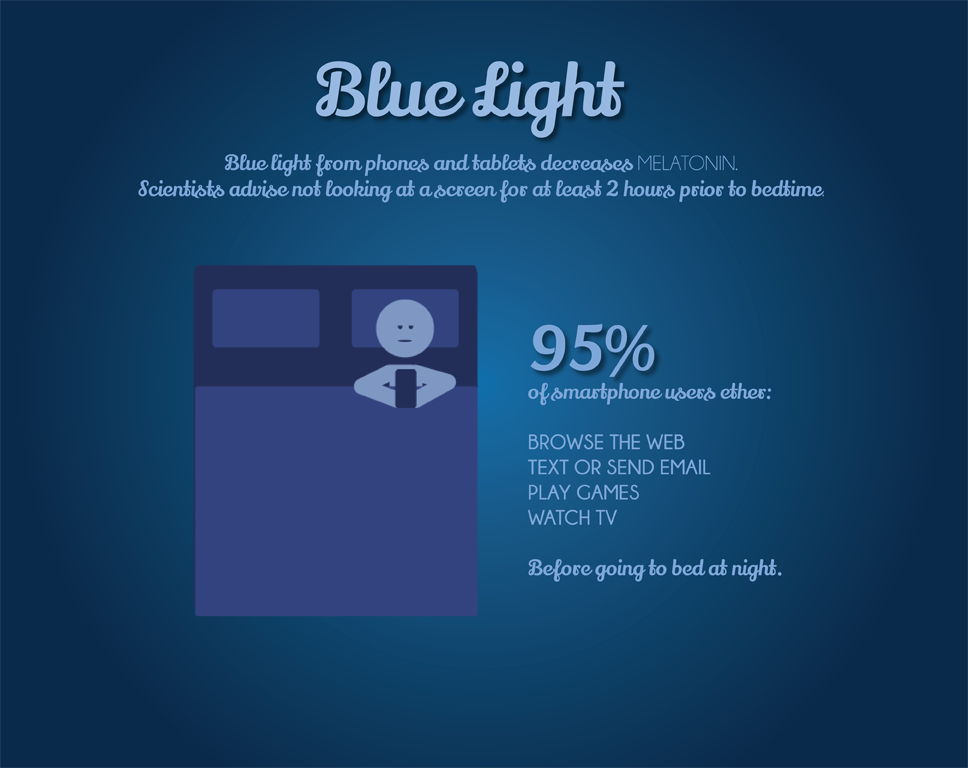 Blue Light
Blue light from phones and tablets decreases MELATONIN.
Scientists advise not looking at a screen for at least 2 hours prior to bedtime.
95%
of smartphone users ether:
BROWSE THE WEB
TEXT OR SEND EMAIL
PLAY GAMES
WATCH TV
Before going to bed at night.